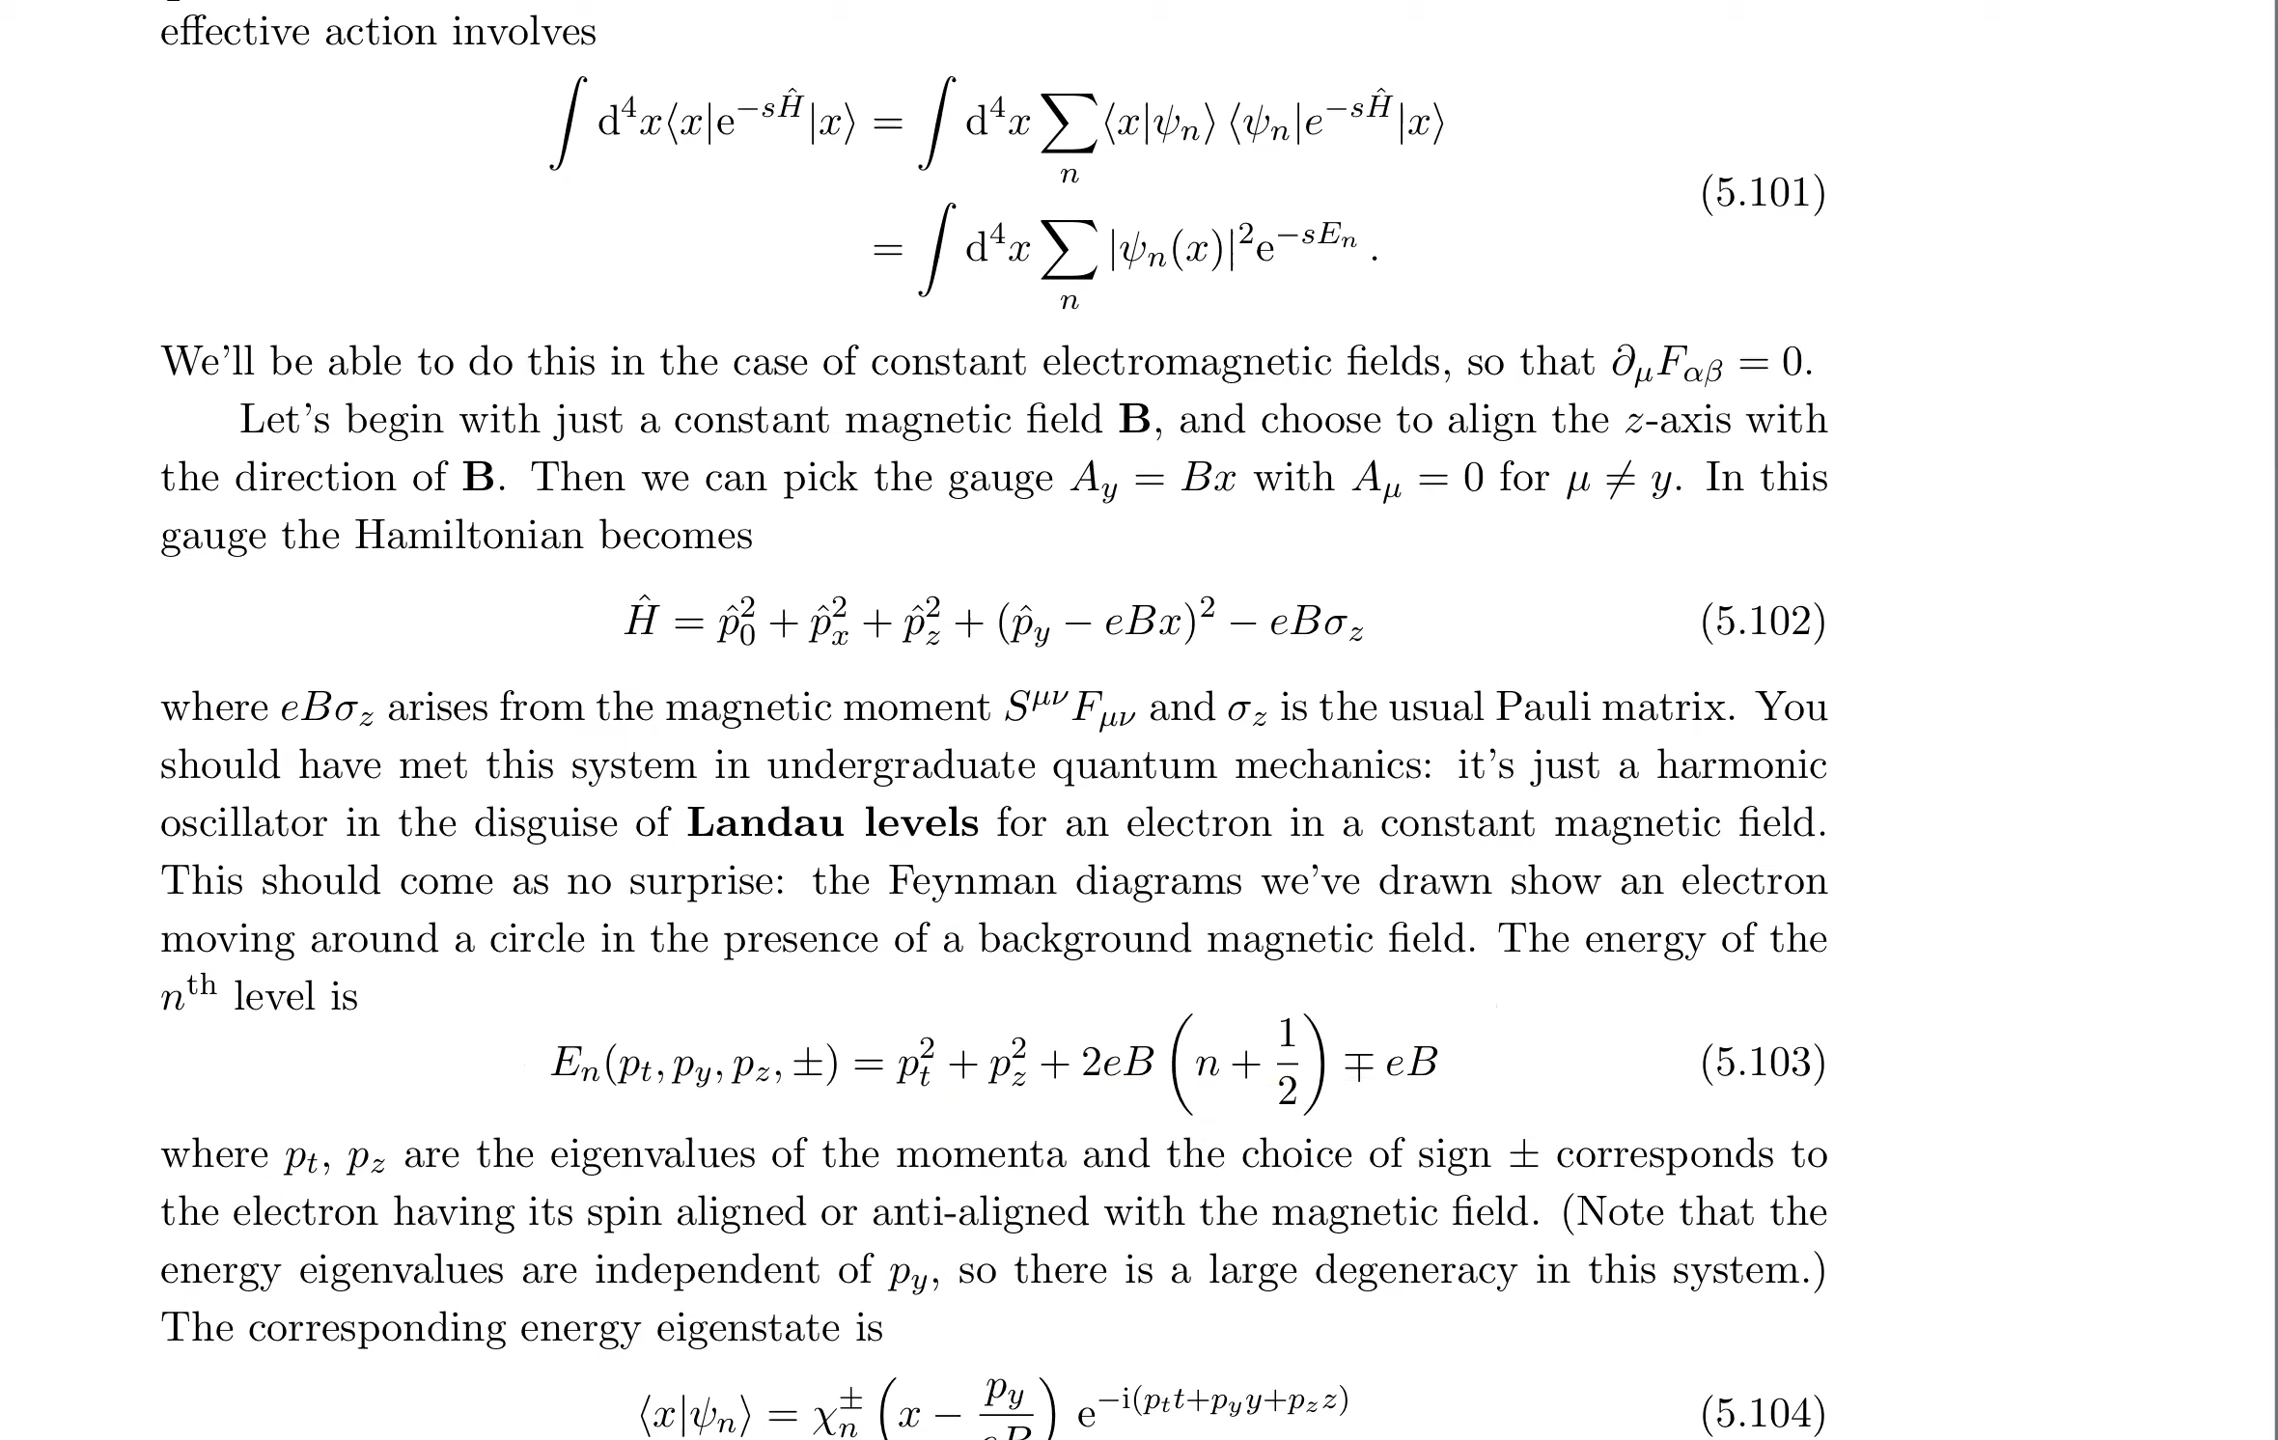 effective action involves
∫ d⁴x⟨x|e^{−sĤ}|x⟩ = ∫ d⁴x ∑_n ⟨x|ψ_n⟩ ⟨ψ_n|e^{−sĤ}|x⟩
(5.101)
= ∫ d⁴x ∑_n |ψ_n(x)|²e^{−sE_n} .
We'll be able to do this in the case of constant electromagnetic fields, so that ∂_μF_{αβ} = 0.
Let's begin with just a constant magnetic field B, and choose to align the z-axis with
the direction of B. Then we can pick the gauge A_y = Bx with A_μ = 0 for μ ≠ y. In this
gauge the Hamiltonian becomes
Ĥ = p̂₀² + p̂_x² + p̂_z² + (p̂_y − eBx)² − eBσ_z (5.102)
where eBσ_z arises from the magnetic moment S^{μν}F_{μν} and σ_z is the usual Pauli matrix. You
should have met this system in undergraduate quantum mechanics: it's just a harmonic
oscillator in the disguise of Landau levels for an electron in a constant magnetic field.
This should come as no surprise: the Feynman diagrams we've drawn show an electron
moving around a circle in the presence of a background magnetic field. The energy of the
n^{th} level is
E_n(p_t, p_y, p_z, ±) = p_t² + p_z² + 2eB (n + 1/2) ∓ eB (5.103)
where p_t, p_z are the eigenvalues of the momenta and the choice of sign ± corresponds to
the electron having its spin aligned or anti-aligned with the magnetic field. (Note that the
energy eigenvalues are independent of p_y, so there is a large degeneracy in this system.)
The corresponding energy eigenstate is
⟨x|ψ_n⟩ = χ_n^± (x − p_y/eB) e^{−i(p_t t+p_y y+p_z z)} (5.104)